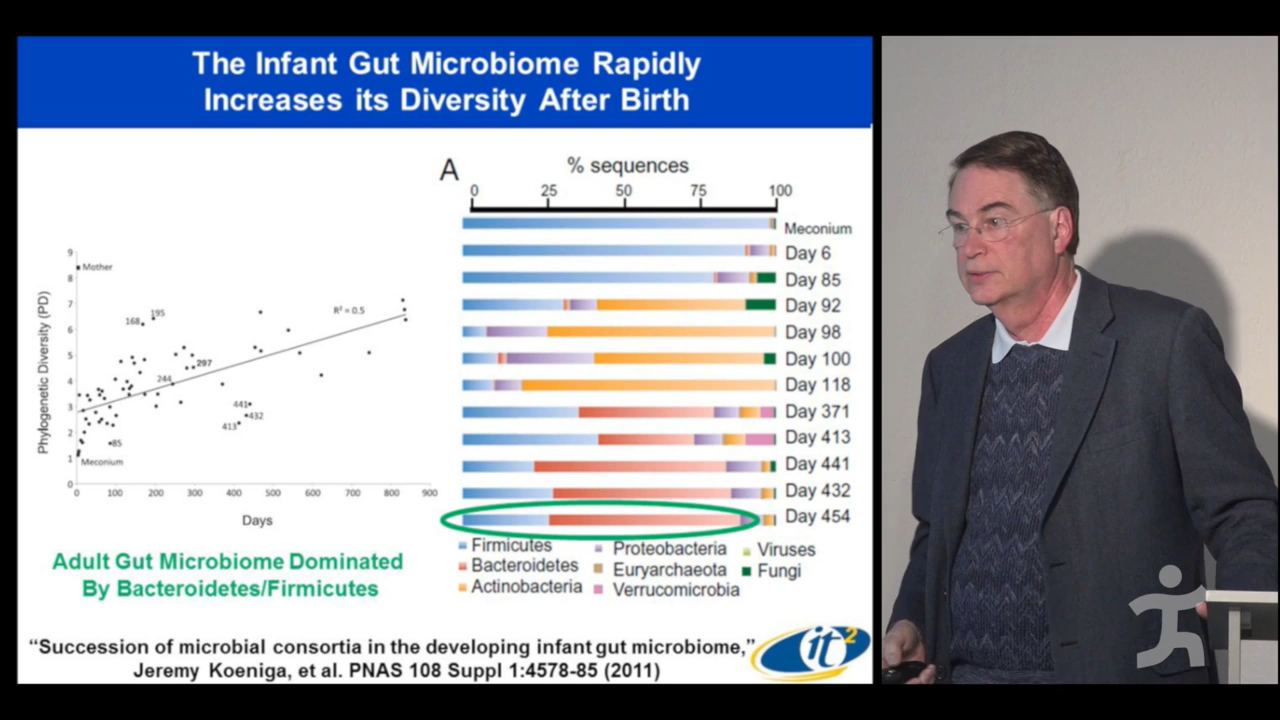 The Infant Gut Microbiome Rapidly
Increases its Diversity After Birth
A
% sequences
0 25 50 75 100
Meconium
Day 6
Day 85
Day 92
Day 98
Day 100
Day 118
Day 371
Day 413
Day 441
Day 432
Day 454
Firmicutes Proteobacteria Viruses
Bacteroidetes Euryarchaeota Fungi
Actinobacteria Verrucomicrobia
Phylogenetic Diversity (PD)
9
8
7
6
5
4
3
2
1
0
Mother
195
168
R² = 0.5
297
244
441
432
413
85
Meconium
0 100 200 300 400 500 600 700 800 900
Days
Adult Gut Microbiome Dominated
By Bacteroidetes/Firmicutes
“Succession of microbial consortia in the developing infant gut microbiome,”
Jeremy Koeniga, et al. PNAS 108 Suppl 1:4578-85 (2011)
it²